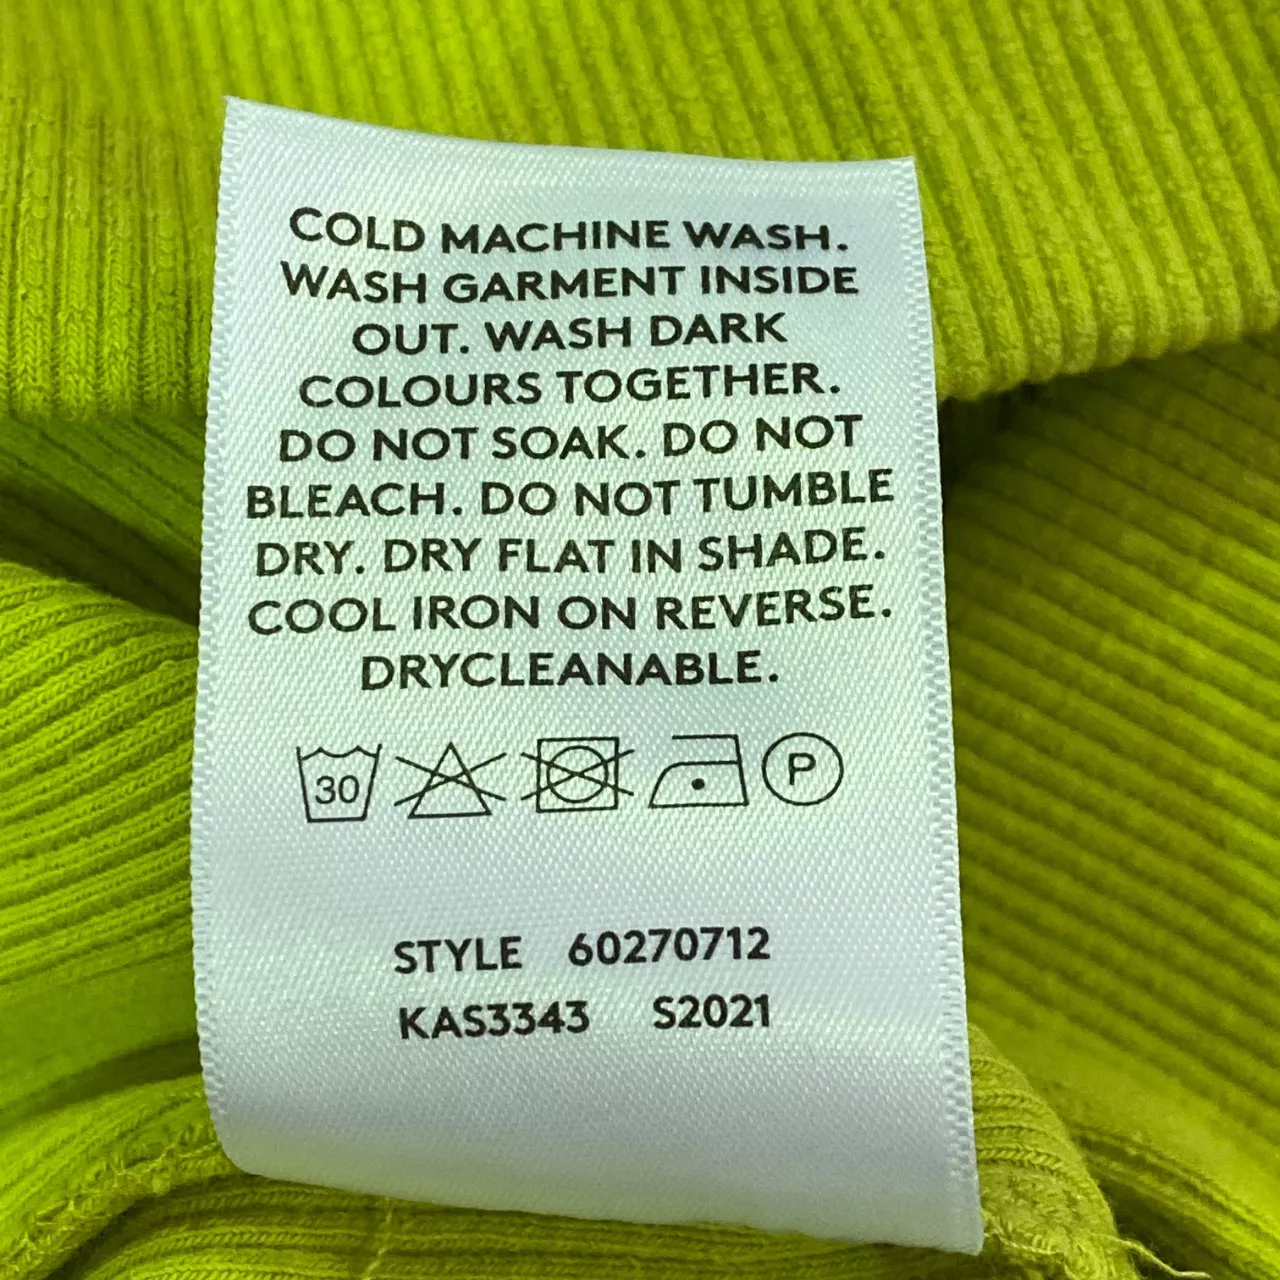 COLD MACHINE WASH.
WASH GARMENT INSIDE
OUT. WASH DARK
COLOURS TOGETHER.
DO NOT SOAK. DO NOT
BLEACH. DO NOT TUMBLE
DRY. DRY FLAT IN SHADE.
COOL IRON ON REVERSE.
DRYCLEANABLE.
30 P
STYLE 60270712
KAS3343 S2021